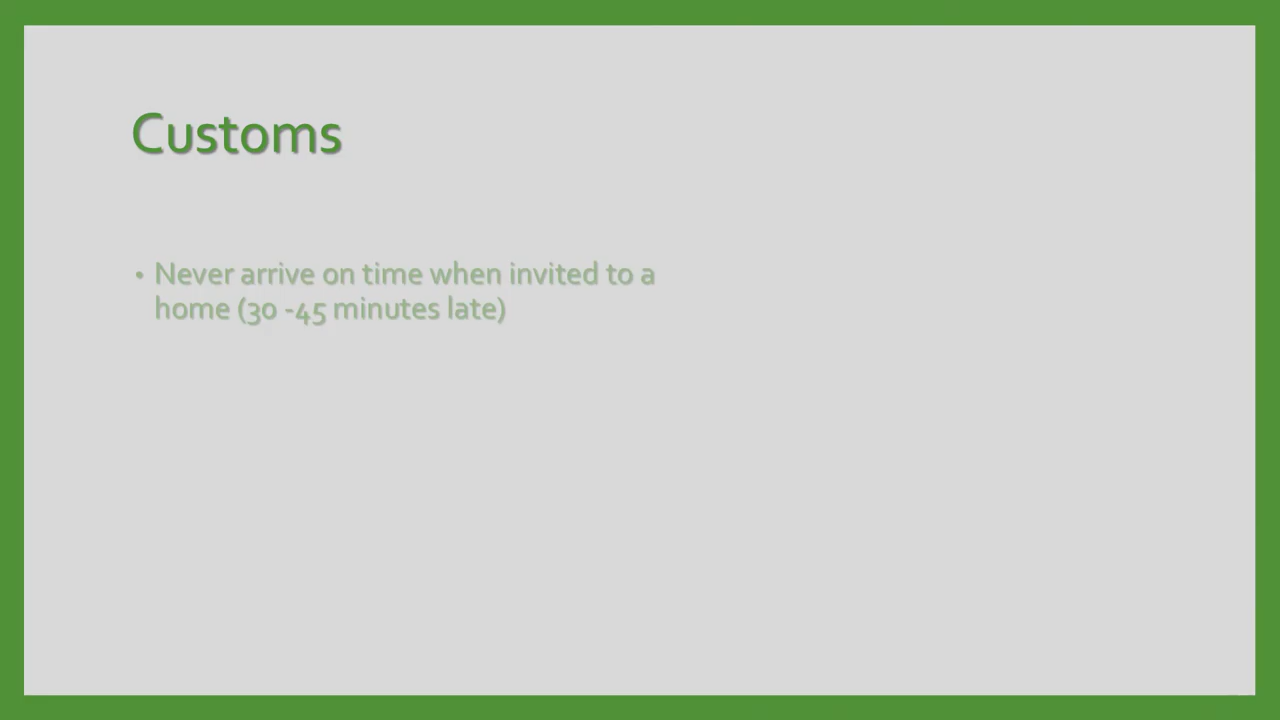 Customs
• Never arrive on time when invited to a
home (30 -45 minutes late)